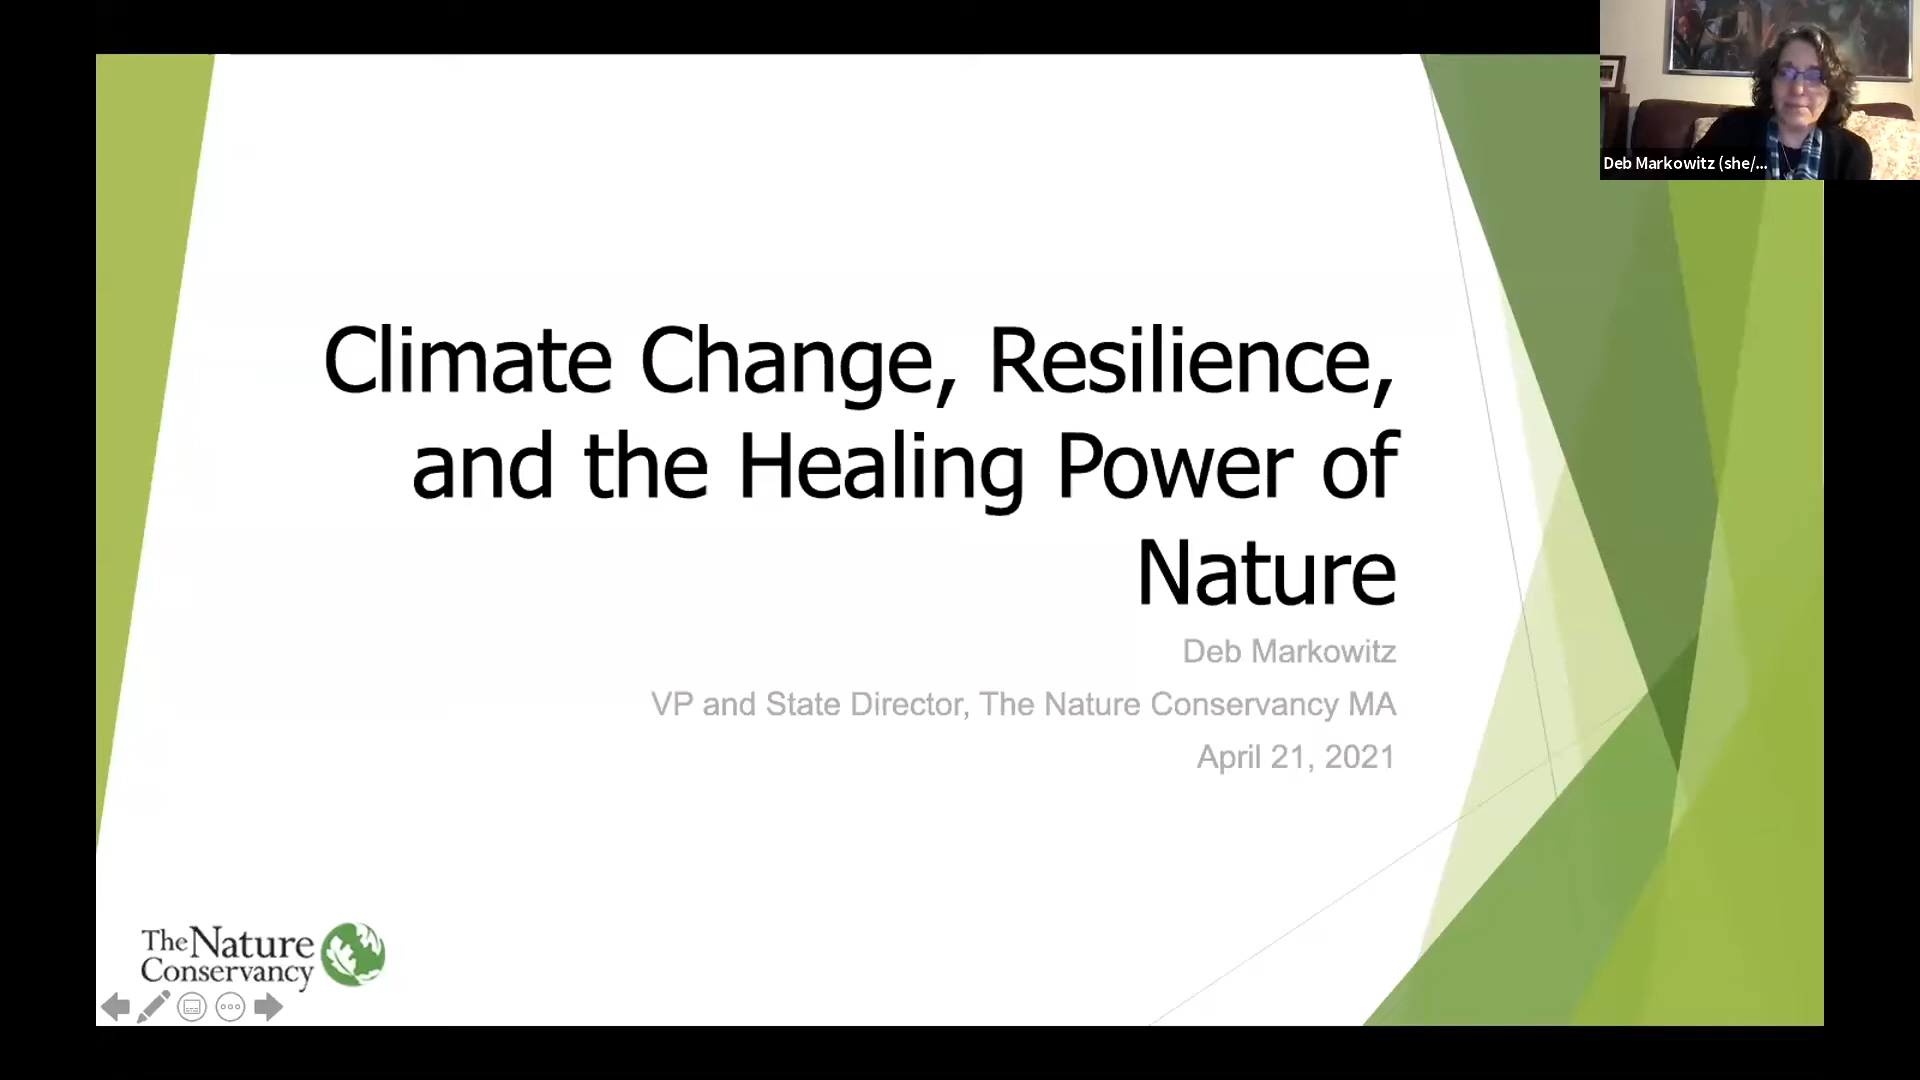 Deb Markowitz (she/...
Climate Change, Resilience,
and the Healing Power of
Nature
Deb Markowitz
VP and State Director, The Nature Conservancy MA
April 21, 2021
The Nature
Conservancy